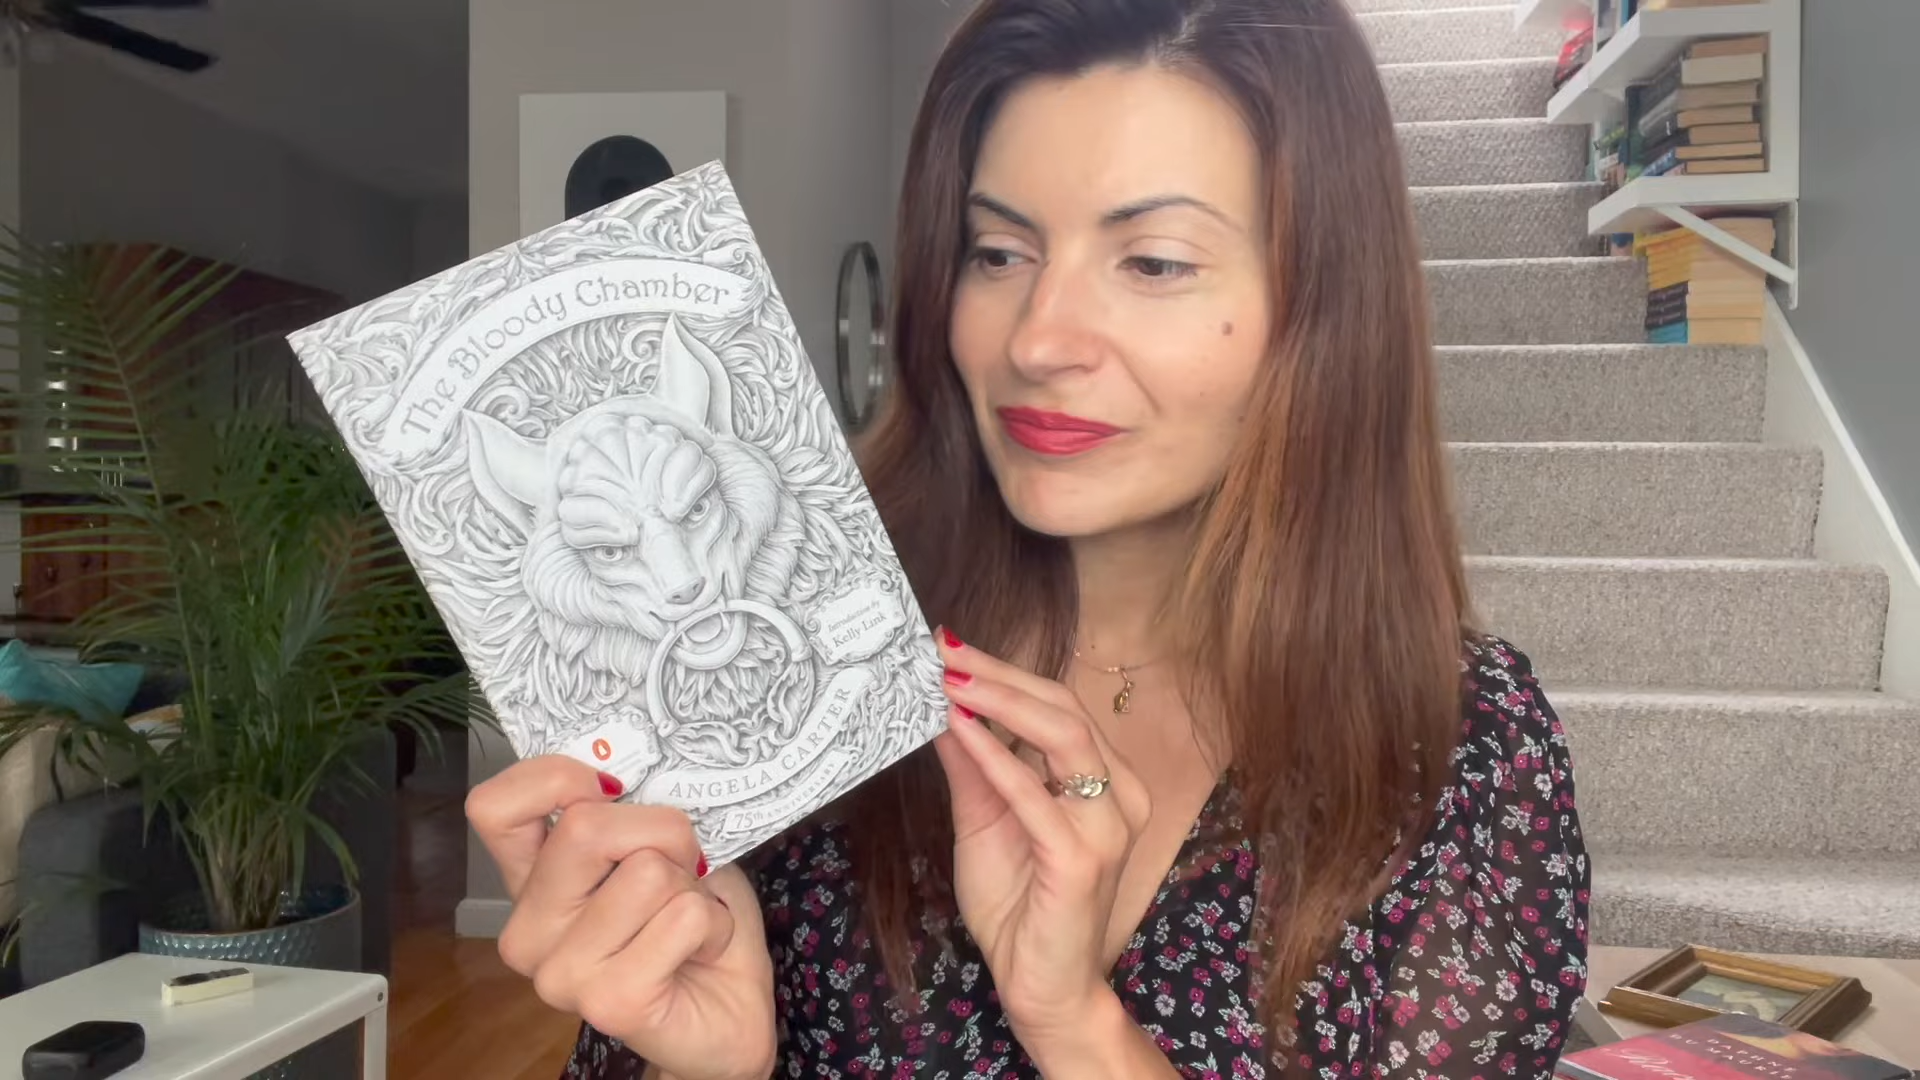 The Bloody Chamber
Introduction by
Kelly Link
ANGELA CARTER
75th ANNIVERSARY
DAPHNE
DU MAURIER